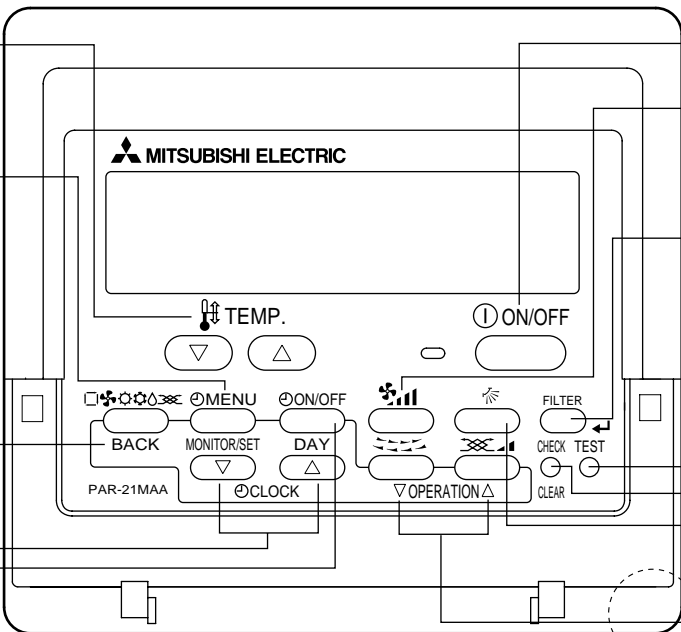 MITSUBISHI ELECTRIC
TEMP.
ON/OFF
MENU
ON/OFF
FILTER
BACK
MONITOR/SET
DAY
CHECK TEST
PAR-21MAA
CLOCK
▽OPERATION△
CLEAR